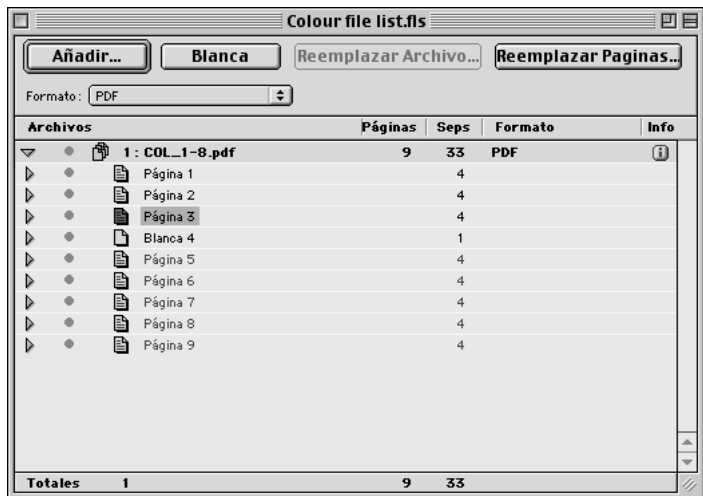 Colour file list.fls
Añadir... Blanca Reemplazar Archivo... Reemplazar Paginas...
Formato: PDF
Archivos Páginas Seps Formato Info
1: COL_1-8.pdf 9 33 PDF
Página 1 4
Página 2 4
Página 3 4
Blanca 4 1
Página 5 4
Página 6 4
Página 7 4
Página 8 4
Página 9 4
Totales 1 9 33